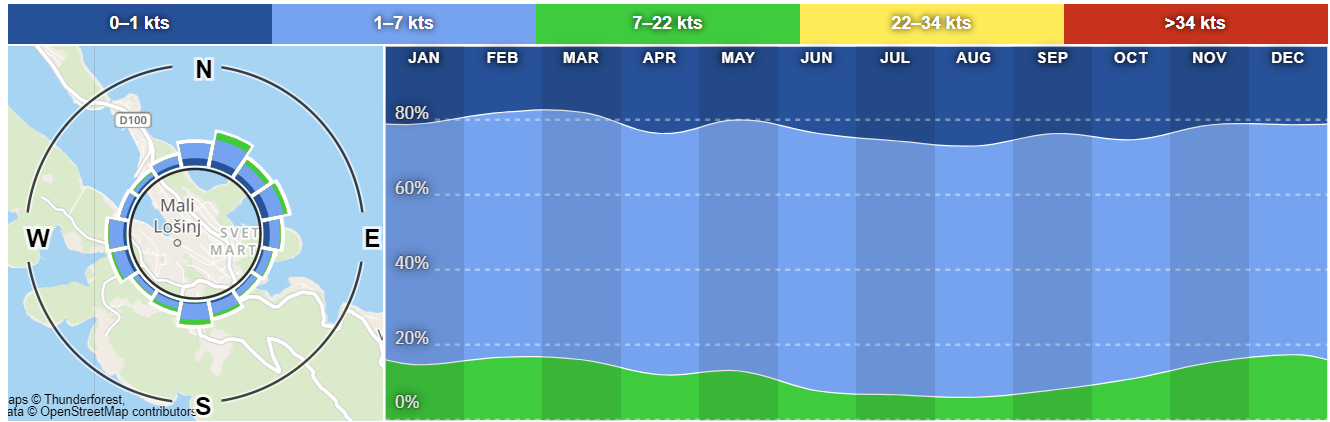 0–1 kts
1–7 kts
7–22 kts
22–34 kts
>34 kts
N
D100
Mali
Lošinj
SVET
MART
W
E
S
aps © Thunderforest,
ata © OpenStreetMap contributors
JAN
FEB
MAR
APR
MAY
JUN
JUL
AUG
SEP
OCT
NOV
DEC
80%
60%
40%
20%
0%